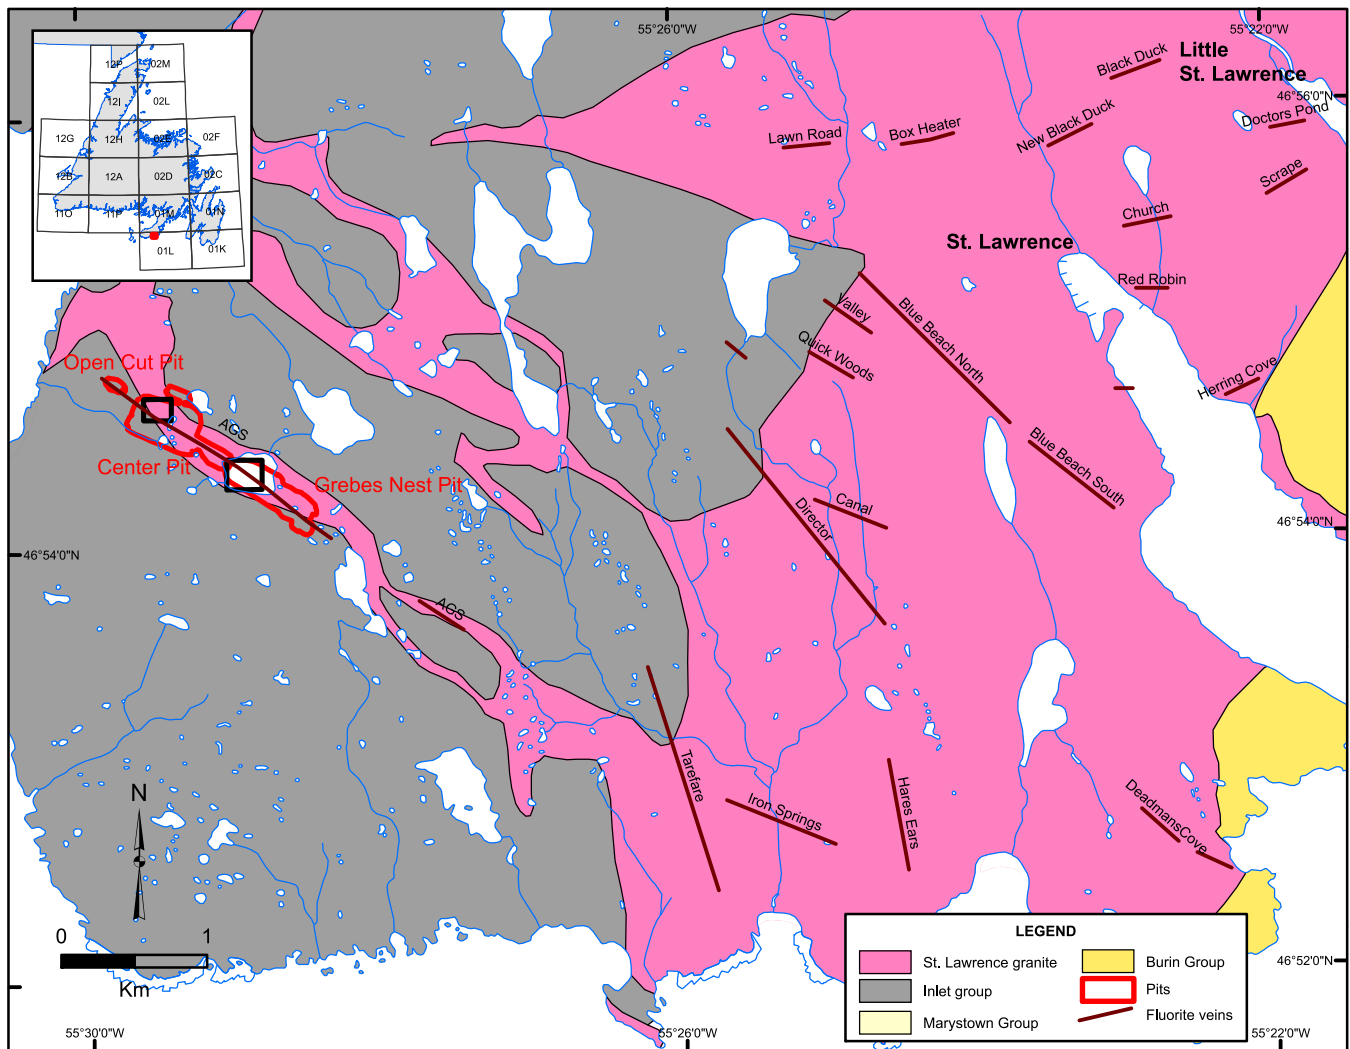 55°26'0"W
55°22'0"W
Little
St. Lawrence
46°56'0"N
Black Duck
Doctors Pond
New Black Duck
Lawn Road
Box Heater
Scrape
Church
St. Lawrence
Red Robin
12P
02M
12I
02L
12G
12H
02E
02F
12B
12A
02D
02C
11O
11P
01M
01N
01L
01K
Valley
Blue Beach North
Quick Woods
Herring Cove
Open Cut Pit
AGS
Center Pit
Grebes Nest Pit
Blue Beach South
Director
Canal
46°54'0"N
46°54'0"N
AGS
Tarefare
Iron Springs
Hares Ears
DeadmansCove
N
0 1
Km
LEGEND
St. Lawrence granite
Inlet group
Marystown Group
Burin Group
Pits
Fluorite veins
46°52'0"N
55°30'0"W
55°26'0"W
55°22'0"W